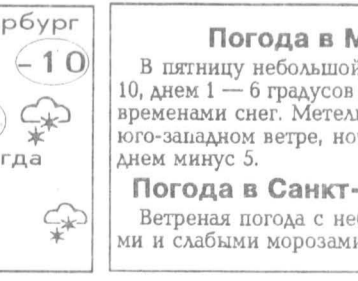 рбург
– 10
гда
Погода в М
В пятницу небольшой
10, днем 1 — 6 градусов
временами снег. Метел
юго-западном ветре, но
днем минус 5.
Погода в Санкт-
Ветреная погода с не
ми и слабыми морозами